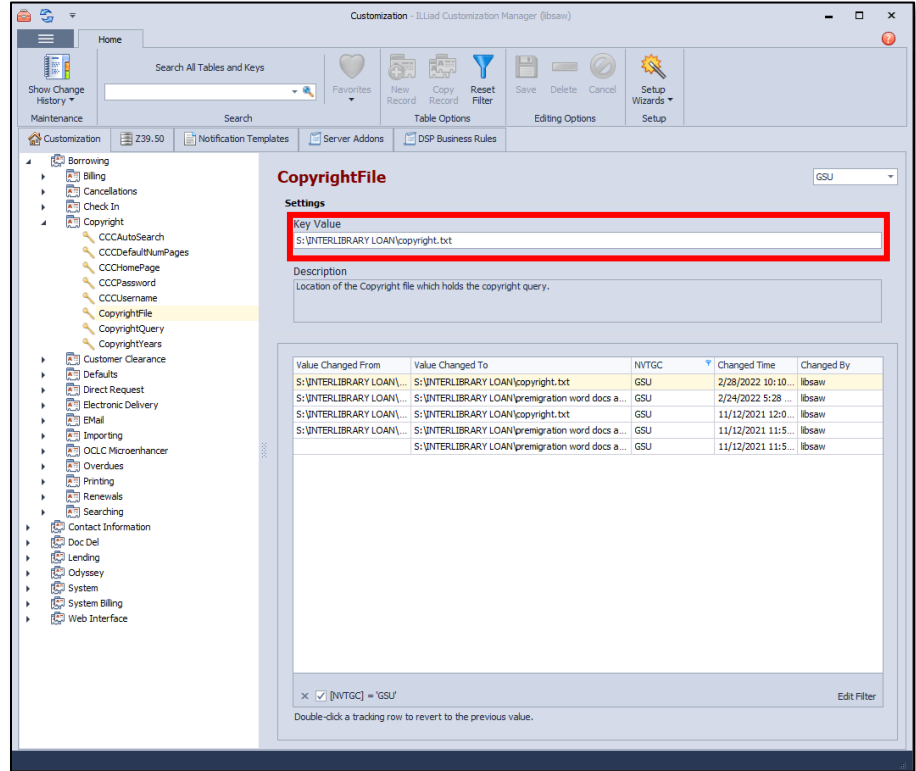 Customization - ILLiad Customization Manager (libsaw)
Home
Show Change History
Search All Tables and Keys
Favorites
New Record
Copy Record
Reset Filter
Save
Delete
Cancel
Setup Wizards
Maintenance
Search
Table Options
Editing Options
Setup
Customization
Z39.50
Notification Templates
Server Addons
DSP Business Rules
Borrowing
Billing
Cancellations
Check In
Copyright
CCCAutoSearch
CCCDefaultNumPages
CCCHomePage
CCCPassword
CCCUsername
CopyrightFile
CopyrightQuery
CopyrightYears
Customer Clearance
Defaults
Direct Request
Electronic Delivery
EMail
Importing
OCLC Microenhancer
Overdues
Printing
Renewals
Searching
Contact Information
Doc Del
Lending
Odyssey
System
System Billing
Web Interface
CopyrightFile
GSU
Settings
Key Value
S:\INTERLIBRARY LOAN\copyright.txt
Description
Location of the Copyright file which holds the copyright query.
Value Changed From Value Changed To NVTGC Changed Time Changed By
S:\INTERLIBRARY LOAN\... S:\INTERLIBRARY LOAN\copyright.txt GSU 2/28/2022 10:10... libsaw
S:\INTERLIBRARY LOAN\... S:\INTERLIBRARY LOAN\premigration word docs a... GSU 2/24/2022 5:28 ... libsaw
S:\INTERLIBRARY LOAN\... S:\INTERLIBRARY LOAN\copyright.txt GSU 11/12/2021 12:0... libsaw
S:\INTERLIBRARY LOAN\... S:\INTERLIBRARY LOAN\premigration word docs a... GSU 11/12/2021 11:5... libsaw
S:\INTERLIBRARY LOAN\premigration word docs a... GSU 11/12/2021 11:5... libsaw
[NVTGC] = 'GSU'
Edit Filter
Double-click a tracking row to revert to the previous value.